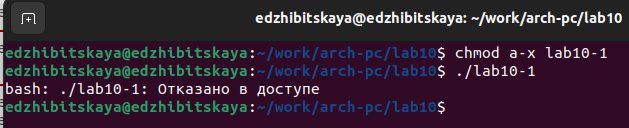 edzhibitskaya@edzhibitskaya: ~/work/arch-pc/lab10
edzhibitskaya@edzhibitskaya:~/work/arch-pc/lab10$ chmod a-x lab10-1
edzhibitskaya@edzhibitskaya:~/work/arch-pc/lab10$ ./lab10-1
bash: ./lab10-1: Отказано в доступе
edzhibitskaya@edzhibitskaya:~/work/arch-pc/lab10$